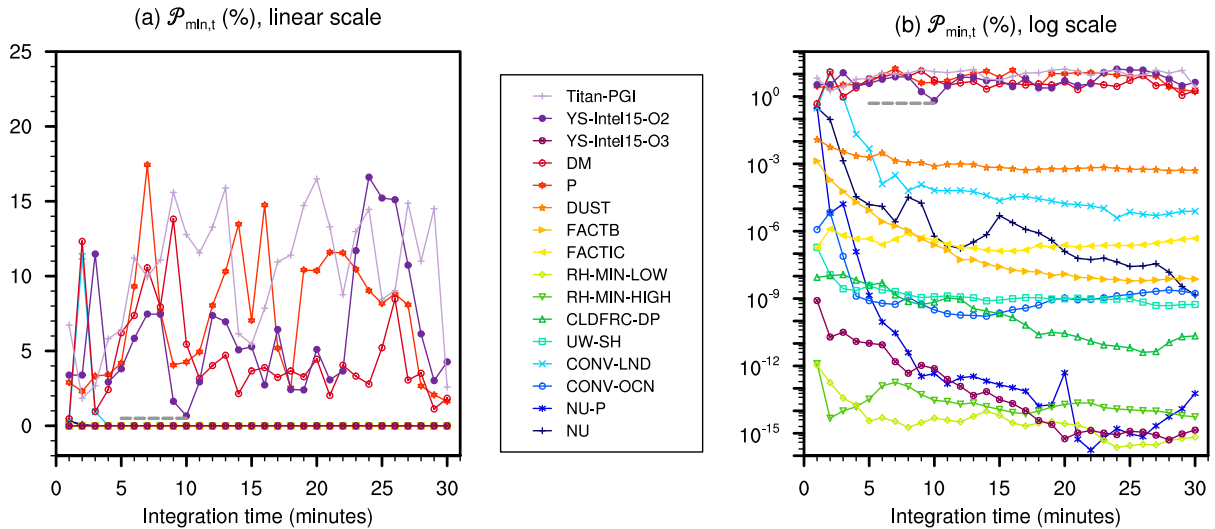 (a) 𝒫min,t (%), linear scale
25
20
15
10
5
0
0 5 10 15 20 25 30
Integration time (minutes)
Titan-PGI
YS-Intel15-O2
YS-Intel15-O3
DM
P
DUST
FACTB
FACTIC
RH-MIN-LOW
RH-MIN-HIGH
CLDFRC-DP
UW-SH
CONV-LND
CONV-OCN
NU-P
NU
(b) 𝒫min,t (%), log scale
10^0
10^-3
10^-6
10^-9
10^-12
10^-15
0 5 10 15 20 25 30
Integration time (minutes)